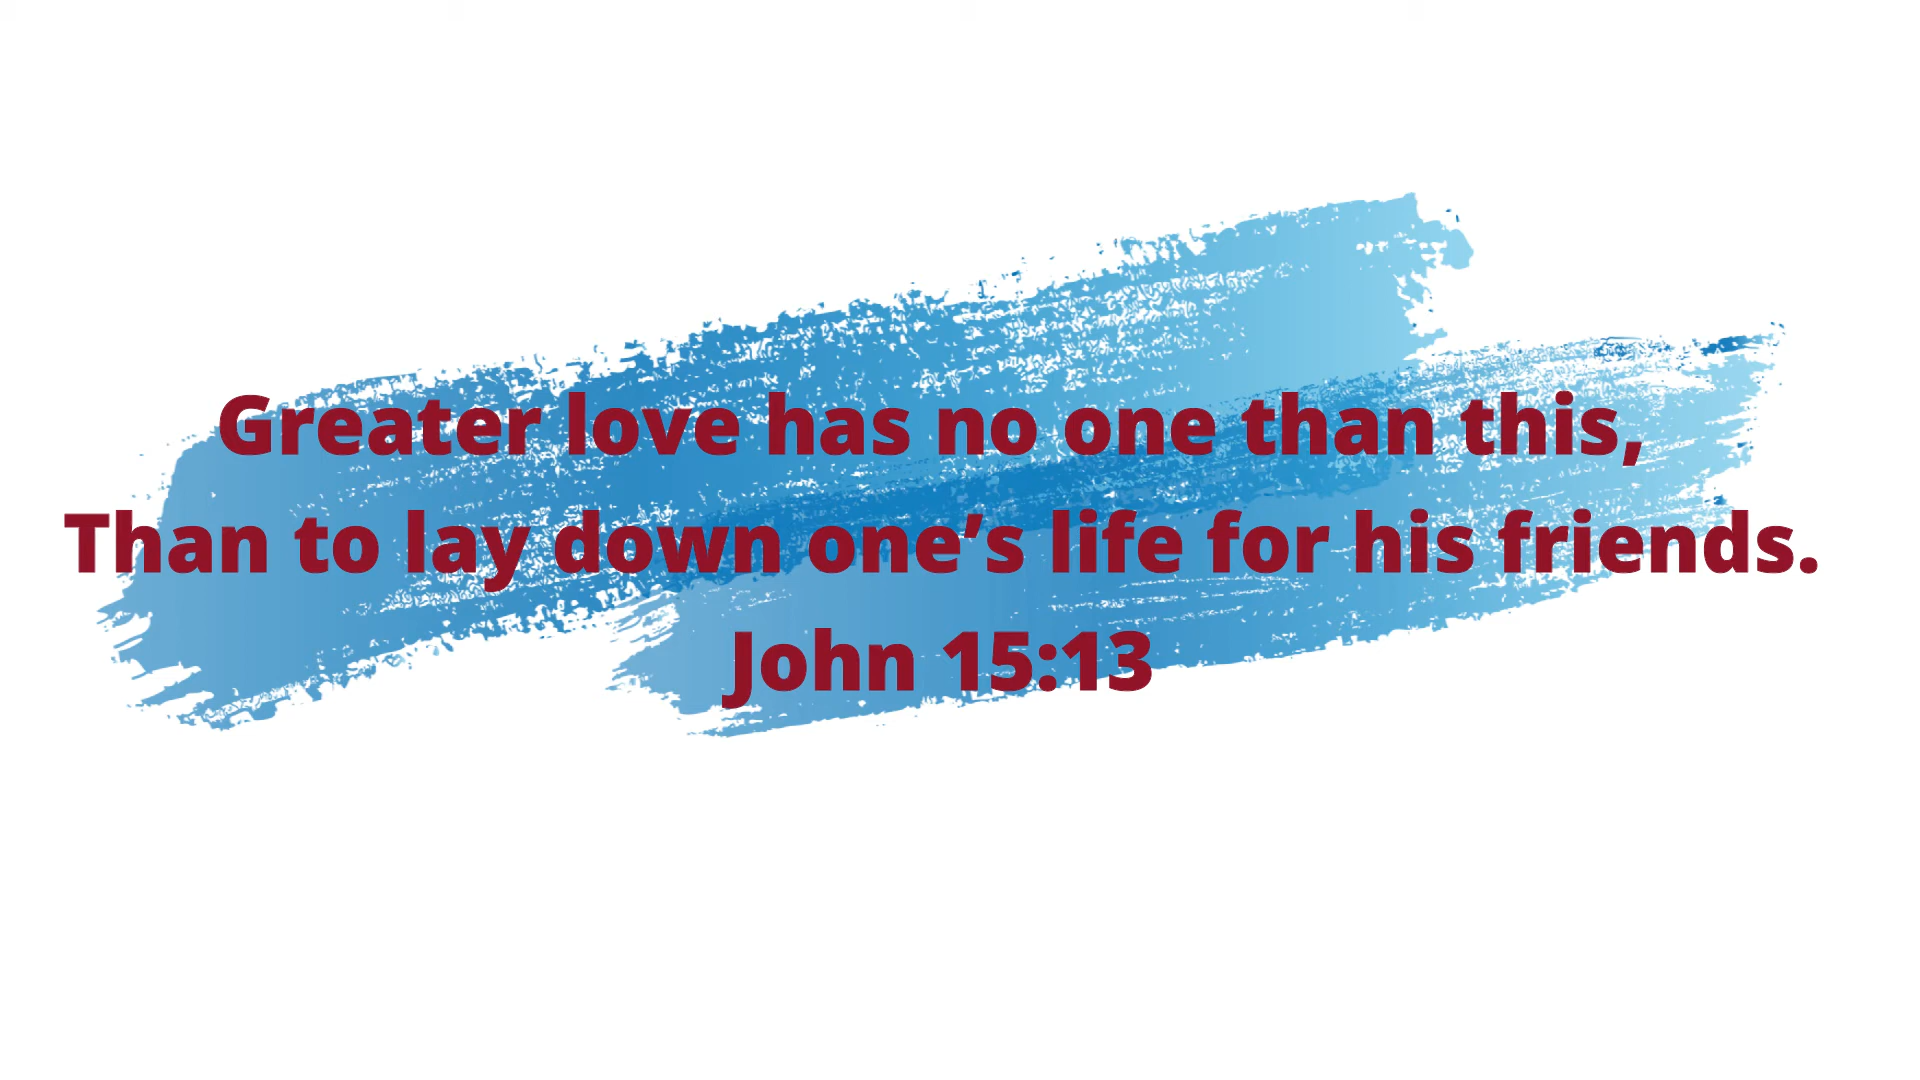 Greater love has no one than this,
Than to lay down one’s life for his friends.
John 15:13